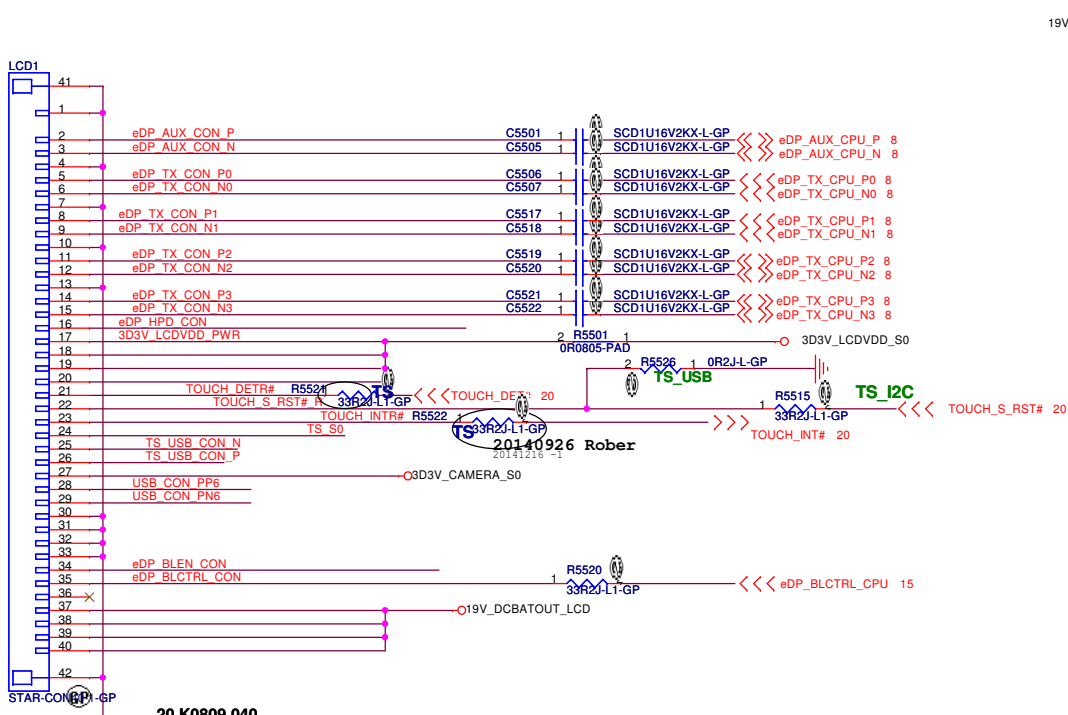 19V
LCD1
41
1
2 eDP_AUX_CON_P C5501 1 SCD1U16V2KX-L-GP eDP_AUX_CPU_P 8
3 eDP_AUX_CON_N C5505 1 SCD1U16V2KX-L-GP eDP_AUX_CPU_N 8
4
5 eDP_TX_CON_P0 C5506 1 SCD1U16V2KX-L-GP eDP_TX_CPU_P0 8
6 eDP_TX_CON_N0 C5507 1 SCD1U16V2KX-L-GP eDP_TX_CPU_N0 8
7
8 eDP_TX_CON_P1 C5517 1 SCD1U16V2KX-L-GP eDP_TX_CPU_P1 8
9 eDP_TX_CON_N1 C5518 1 SCD1U16V2KX-L-GP eDP_TX_CPU_N1 8
10
11 eDP_TX_CON_P2 C5519 1 SCD1U16V2KX-L-GP eDP_TX_CPU_P2 8
12 eDP_TX_CON_N2 C5520 1 SCD1U16V2KX-L-GP eDP_TX_CPU_N2 8
13
14 eDP_TX_CON_P3 C5521 1 SCD1U16V2KX-L-GP eDP_TX_CPU_P3 8
15 eDP_TX_CON_N3 C5522 1 SCD1U16V2KX-L-GP eDP_TX_CPU_N3 8
16 eDP_HPD_CON
17 3D3V_LCDVDD_PWR 2 R5501 1 3D3V_LCDVDD_S0
0R0805-PAD
18
19 2 R5526 1 0R2J-L-GP
TS_USB
20
21 TOUCH_DETR# R5521 TS TOUCH_DET# 20
33R2J-L1-GP
22 TOUCH_S_RST#_R 1 R5515 TS_I2C TOUCH_S_RST# 20
33R2J-L1-GP
23 TOUCH_INTR# R5522 1 TOUCH_INT# 20
TS 33R2J-L1-GP
24 TS_S0
20140926 Rober
20141216 -1
25 TS_USB_CON_N
26 TS_USB_CON_P
27 3D3V_CAMERA_S0
28 USB_CON_PP6
29 USB_CON_PN6
30
31
32
33
34 eDP_BLEN_CON
35 eDP_BLCTRL_CON 1 R5520 eDP_BLCTRL_CPU 15
33R2J-L1-GP
36
37 19V_DCBATOUT_LCD
38
39
40
42
20.K0809.040